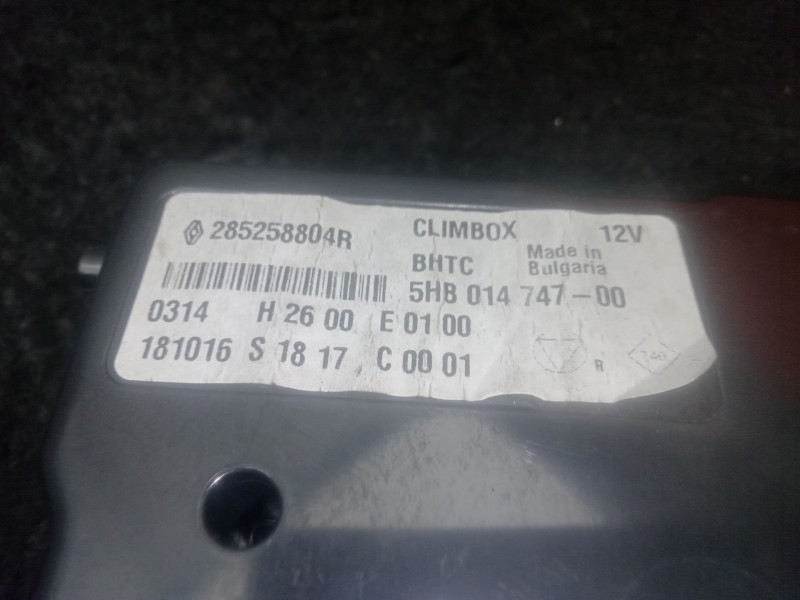 285258804R CLIMBOX 12V
BHTC Made in
Bulgaria
5HB 014 747-00
0314 H 26 00 E 01 00
181016 S 18 17 C 00 01
R 740